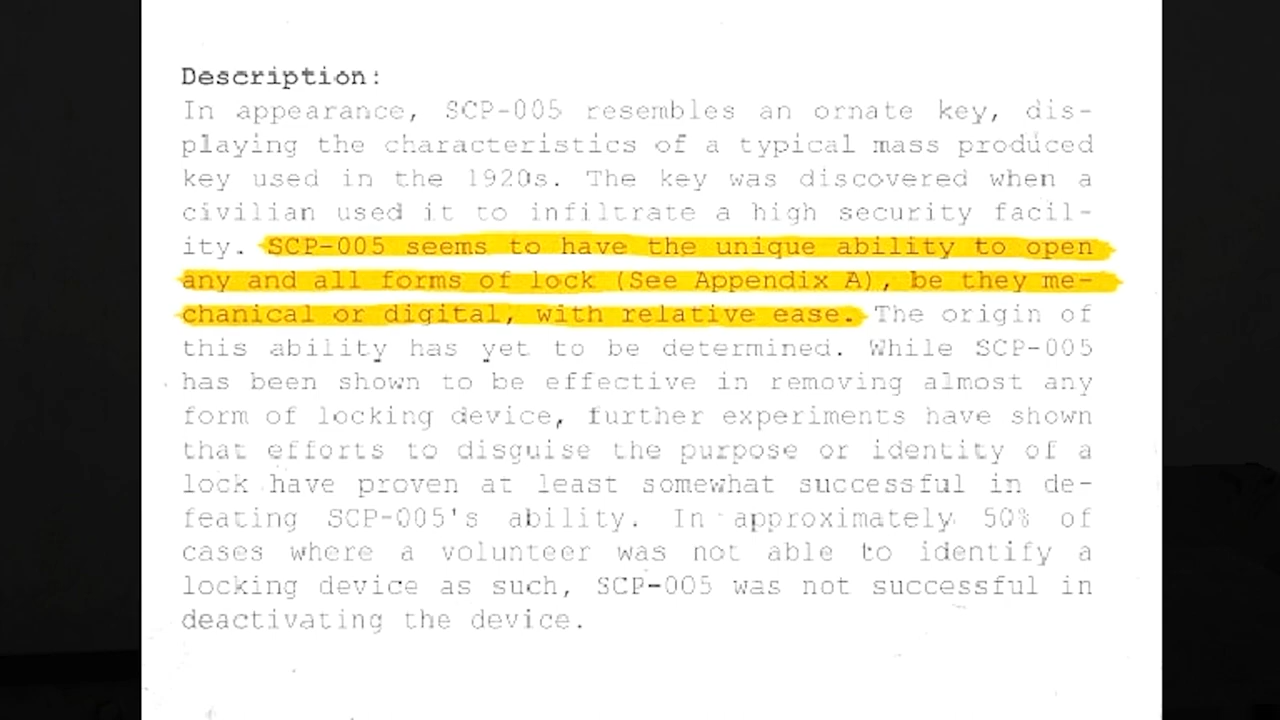 Description:
In appearance, SCP-005 resembles an ornate key, dis-
playing the characteristics of a typical mass produced
key used in the 1920s. The key was discovered when a
civilian used it to infiltrate a high security facil-
ity. SCP-005 seems to have the unique ability to open
any and all forms of lock (See Appendix A), be they me-
chanical or digital, with relative ease. The origin of
this ability has yet to be determined. While SCP-005
has been shown to be effective in removing almost any
form of locking device, further experiments have shown
that efforts to disguise the purpose or identity of a
lock have proven at least somewhat successful in de-
feating SCP-005's ability. In approximately 50% of
cases where a volunteer was not able to identify a
locking device as such, SCP-005 was not successful in
deactivating the device.